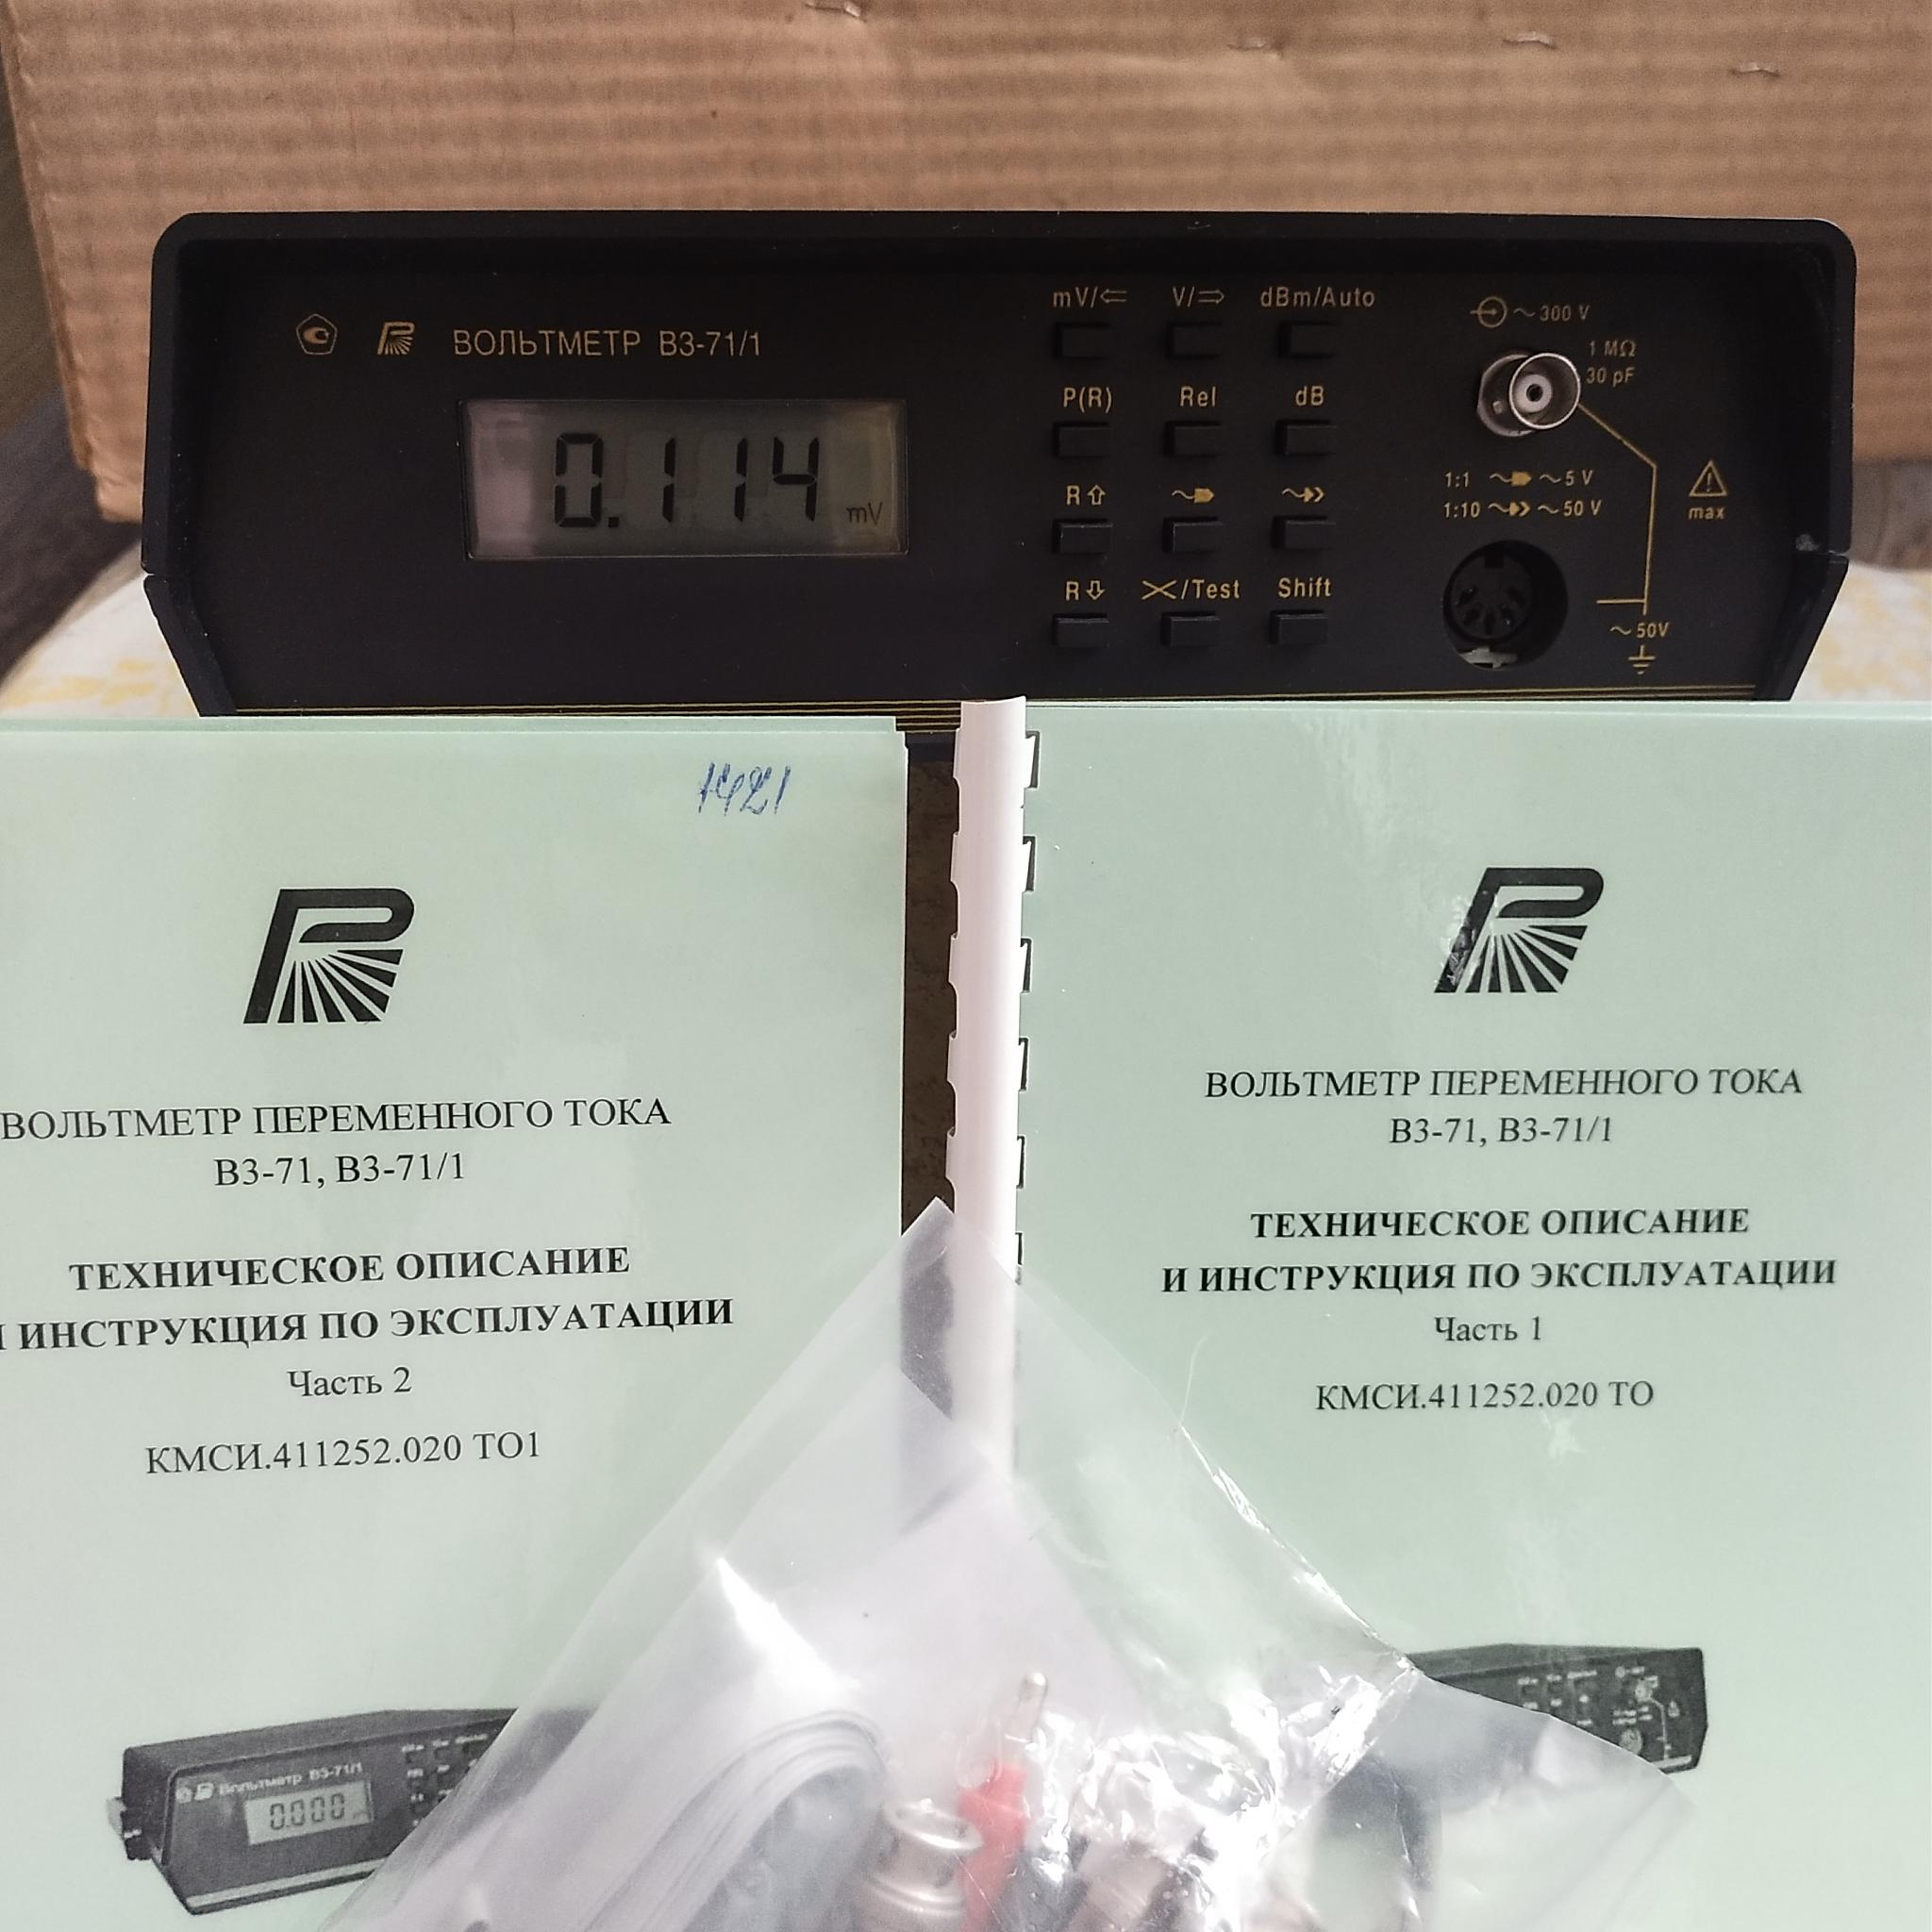 ВОЛЬТМЕТР В3-71/1
0.114 mV
mV/⇐ V/⇒ dBm/Auto
P(R) Rel dB
R⇧
R⇩ /Test Shift
~ 300 V
1 MΩ
30 pF
1:1 ~ ~ 5 V
1:10 ~ ~ 50 V
max
~ 50V
1421
ВОЛЬТМЕТР ПЕРЕМЕННОГО ТОКА
В3-71, В3-71/1
ТЕХНИЧЕСКОЕ ОПИСАНИЕ
И ИНСТРУКЦИЯ ПО ЭКСПЛУАТАЦИИ
Часть 2
КМСИ.411252.020 ТО1
Вольтметр В3-71/1
0.000
ВОЛЬТМЕТР ПЕРЕМЕННОГО ТОКА
В3-71, В3-71/1
ТЕХНИЧЕСКОЕ ОПИСАНИЕ
И ИНСТРУКЦИЯ ПО ЭКСПЛУАТАЦИИ
Часть 1
КМСИ.411252.020 ТО